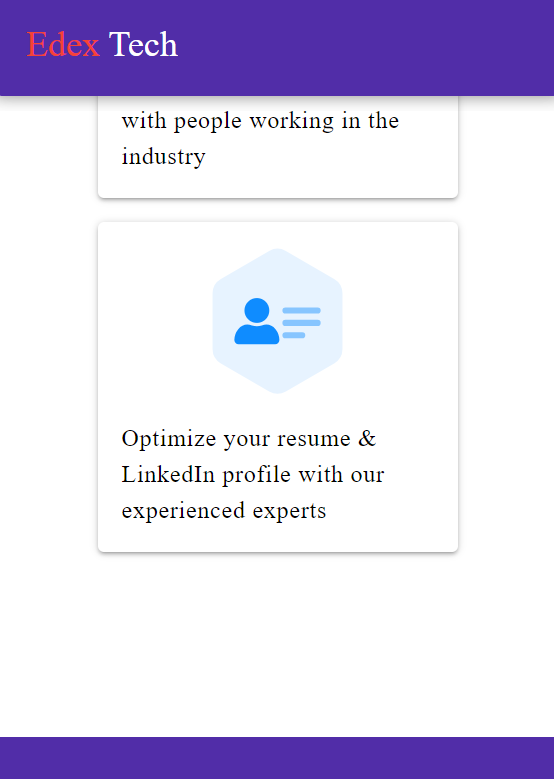 Edex Tech
with people working in the
industry
Optimize your resume &
LinkedIn profile with our
experienced experts